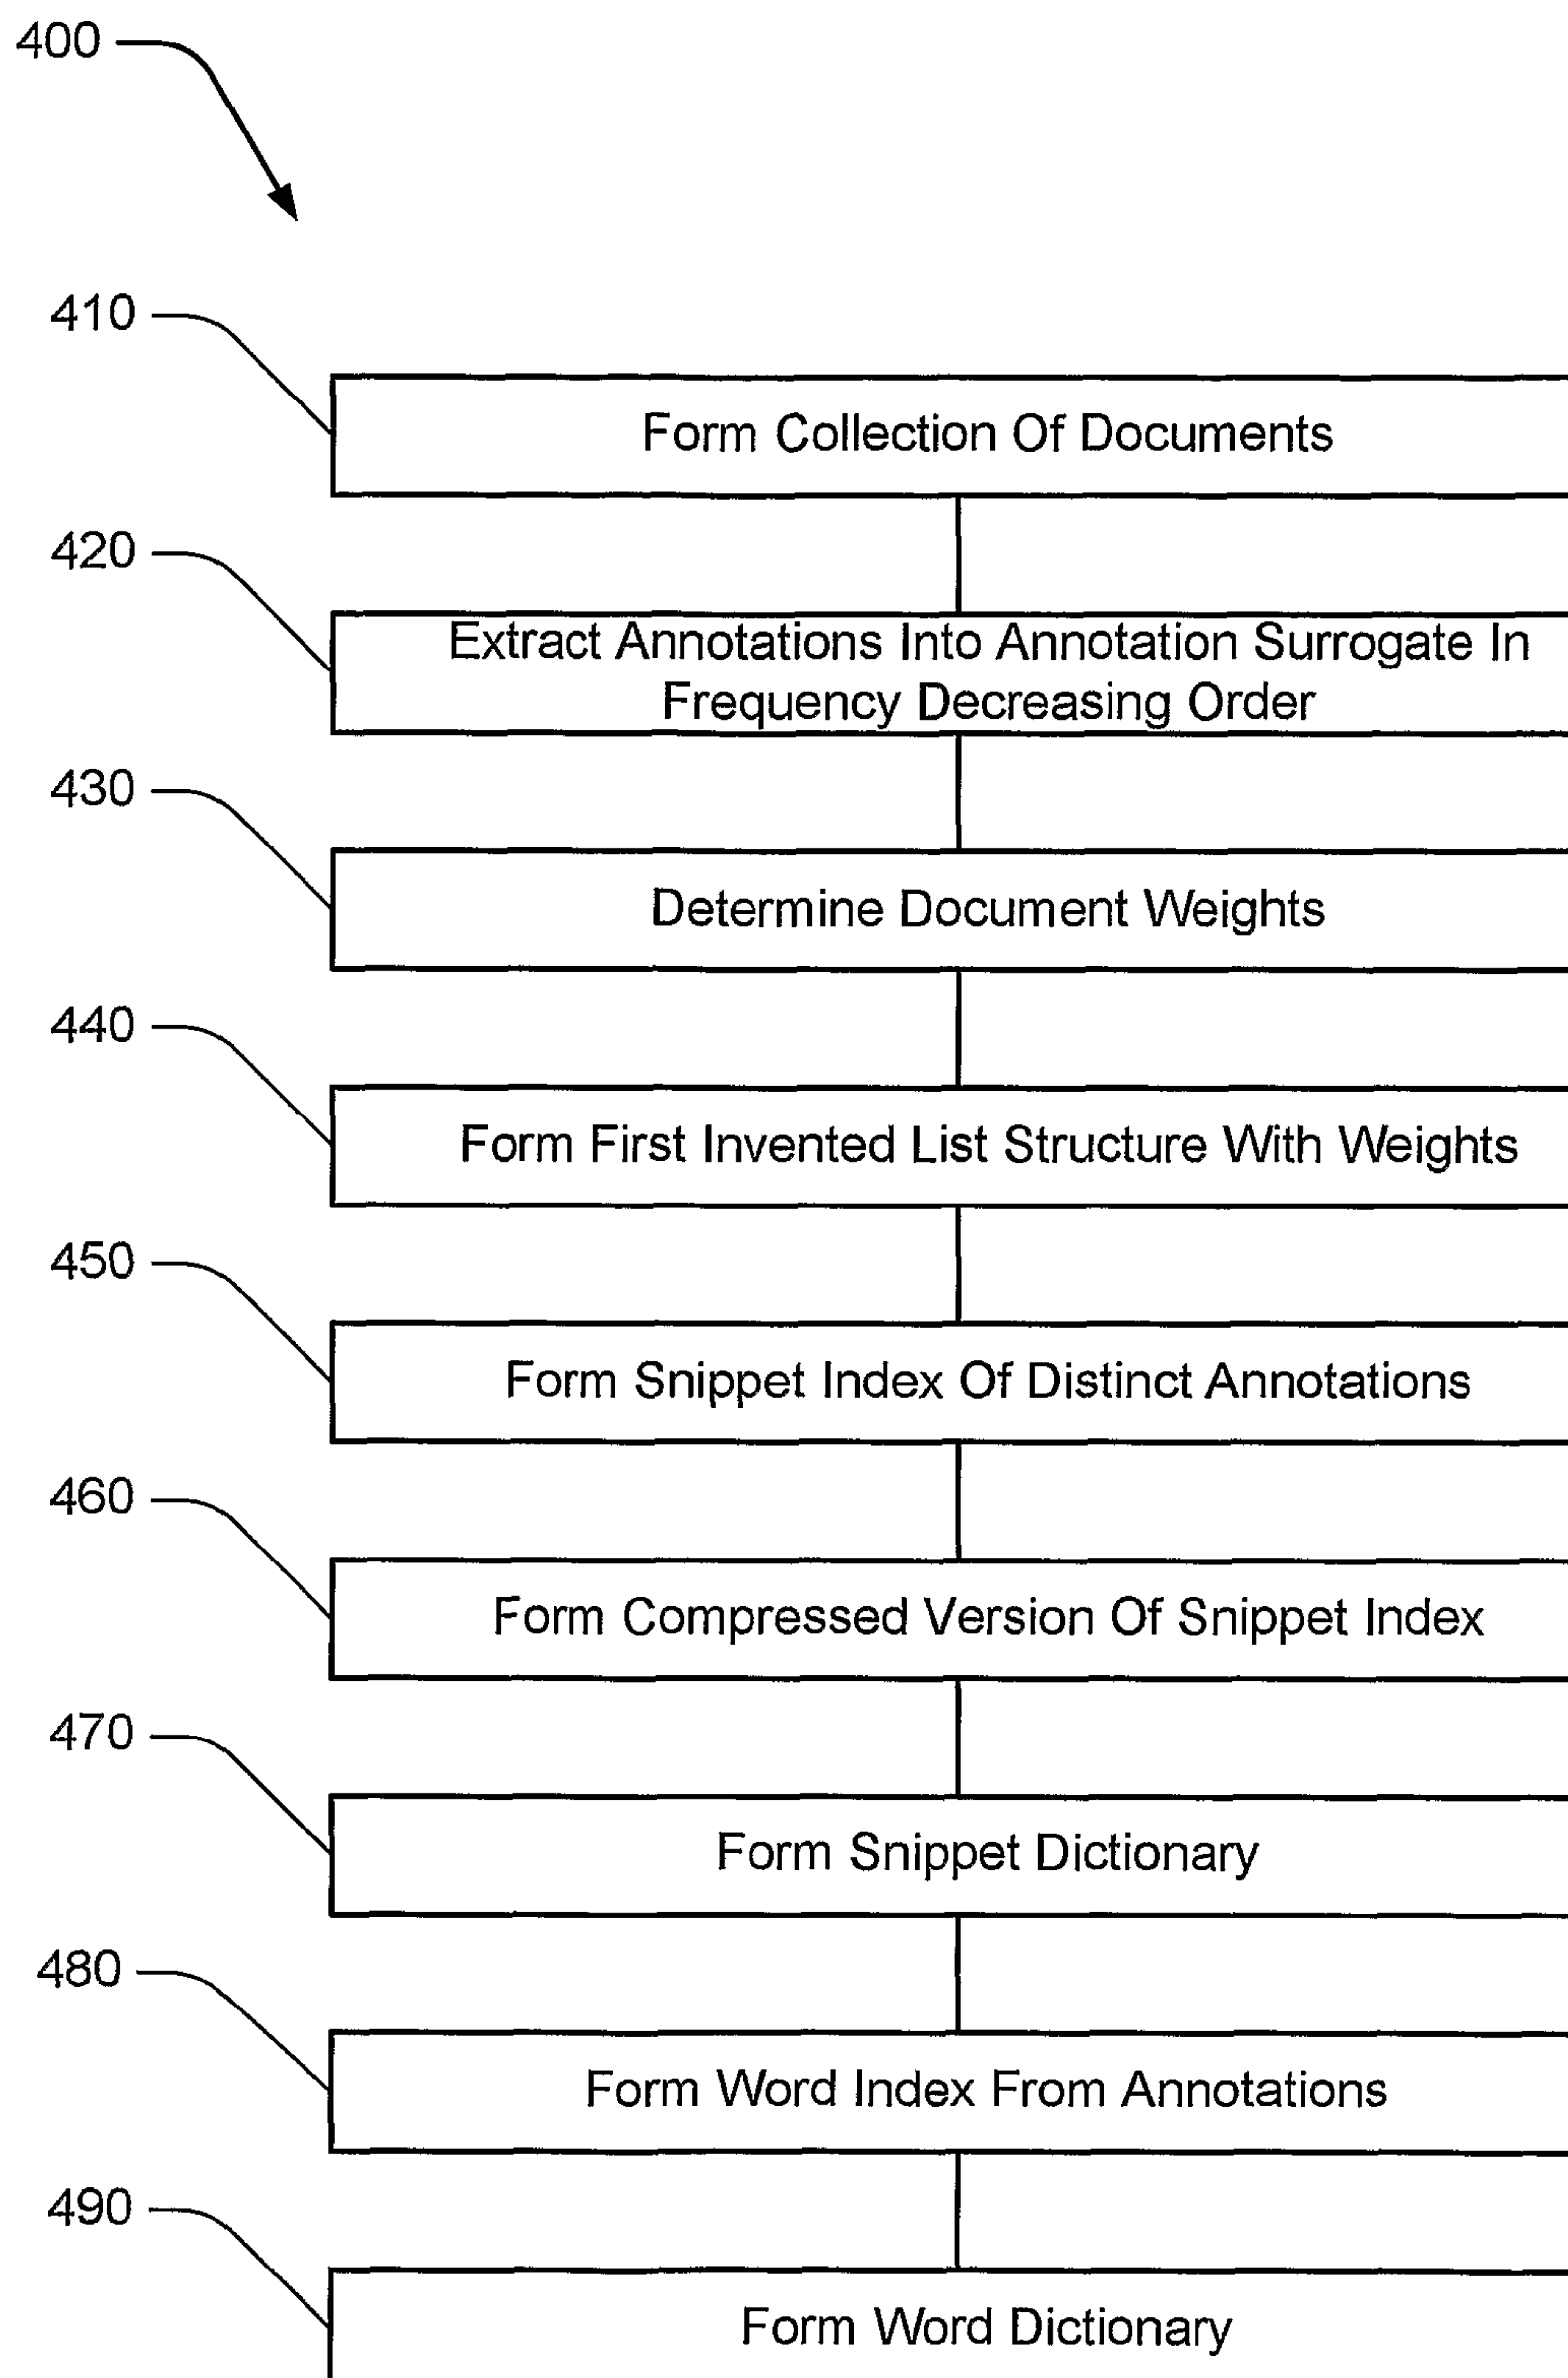 400
410
Form Collection Of Documents
420
Extract Annotations Into Annotation Surrogate In
Frequency Decreasing Order
430
Determine Document Weights
440
Form First Invented List Structure With Weights
450
Form Snippet Index Of Distinct Annotations
460
Form Compressed Version Of Snippet Index
470
Form Snippet Dictionary
480
Form Word Index From Annotations
490
Form Word Dictionary